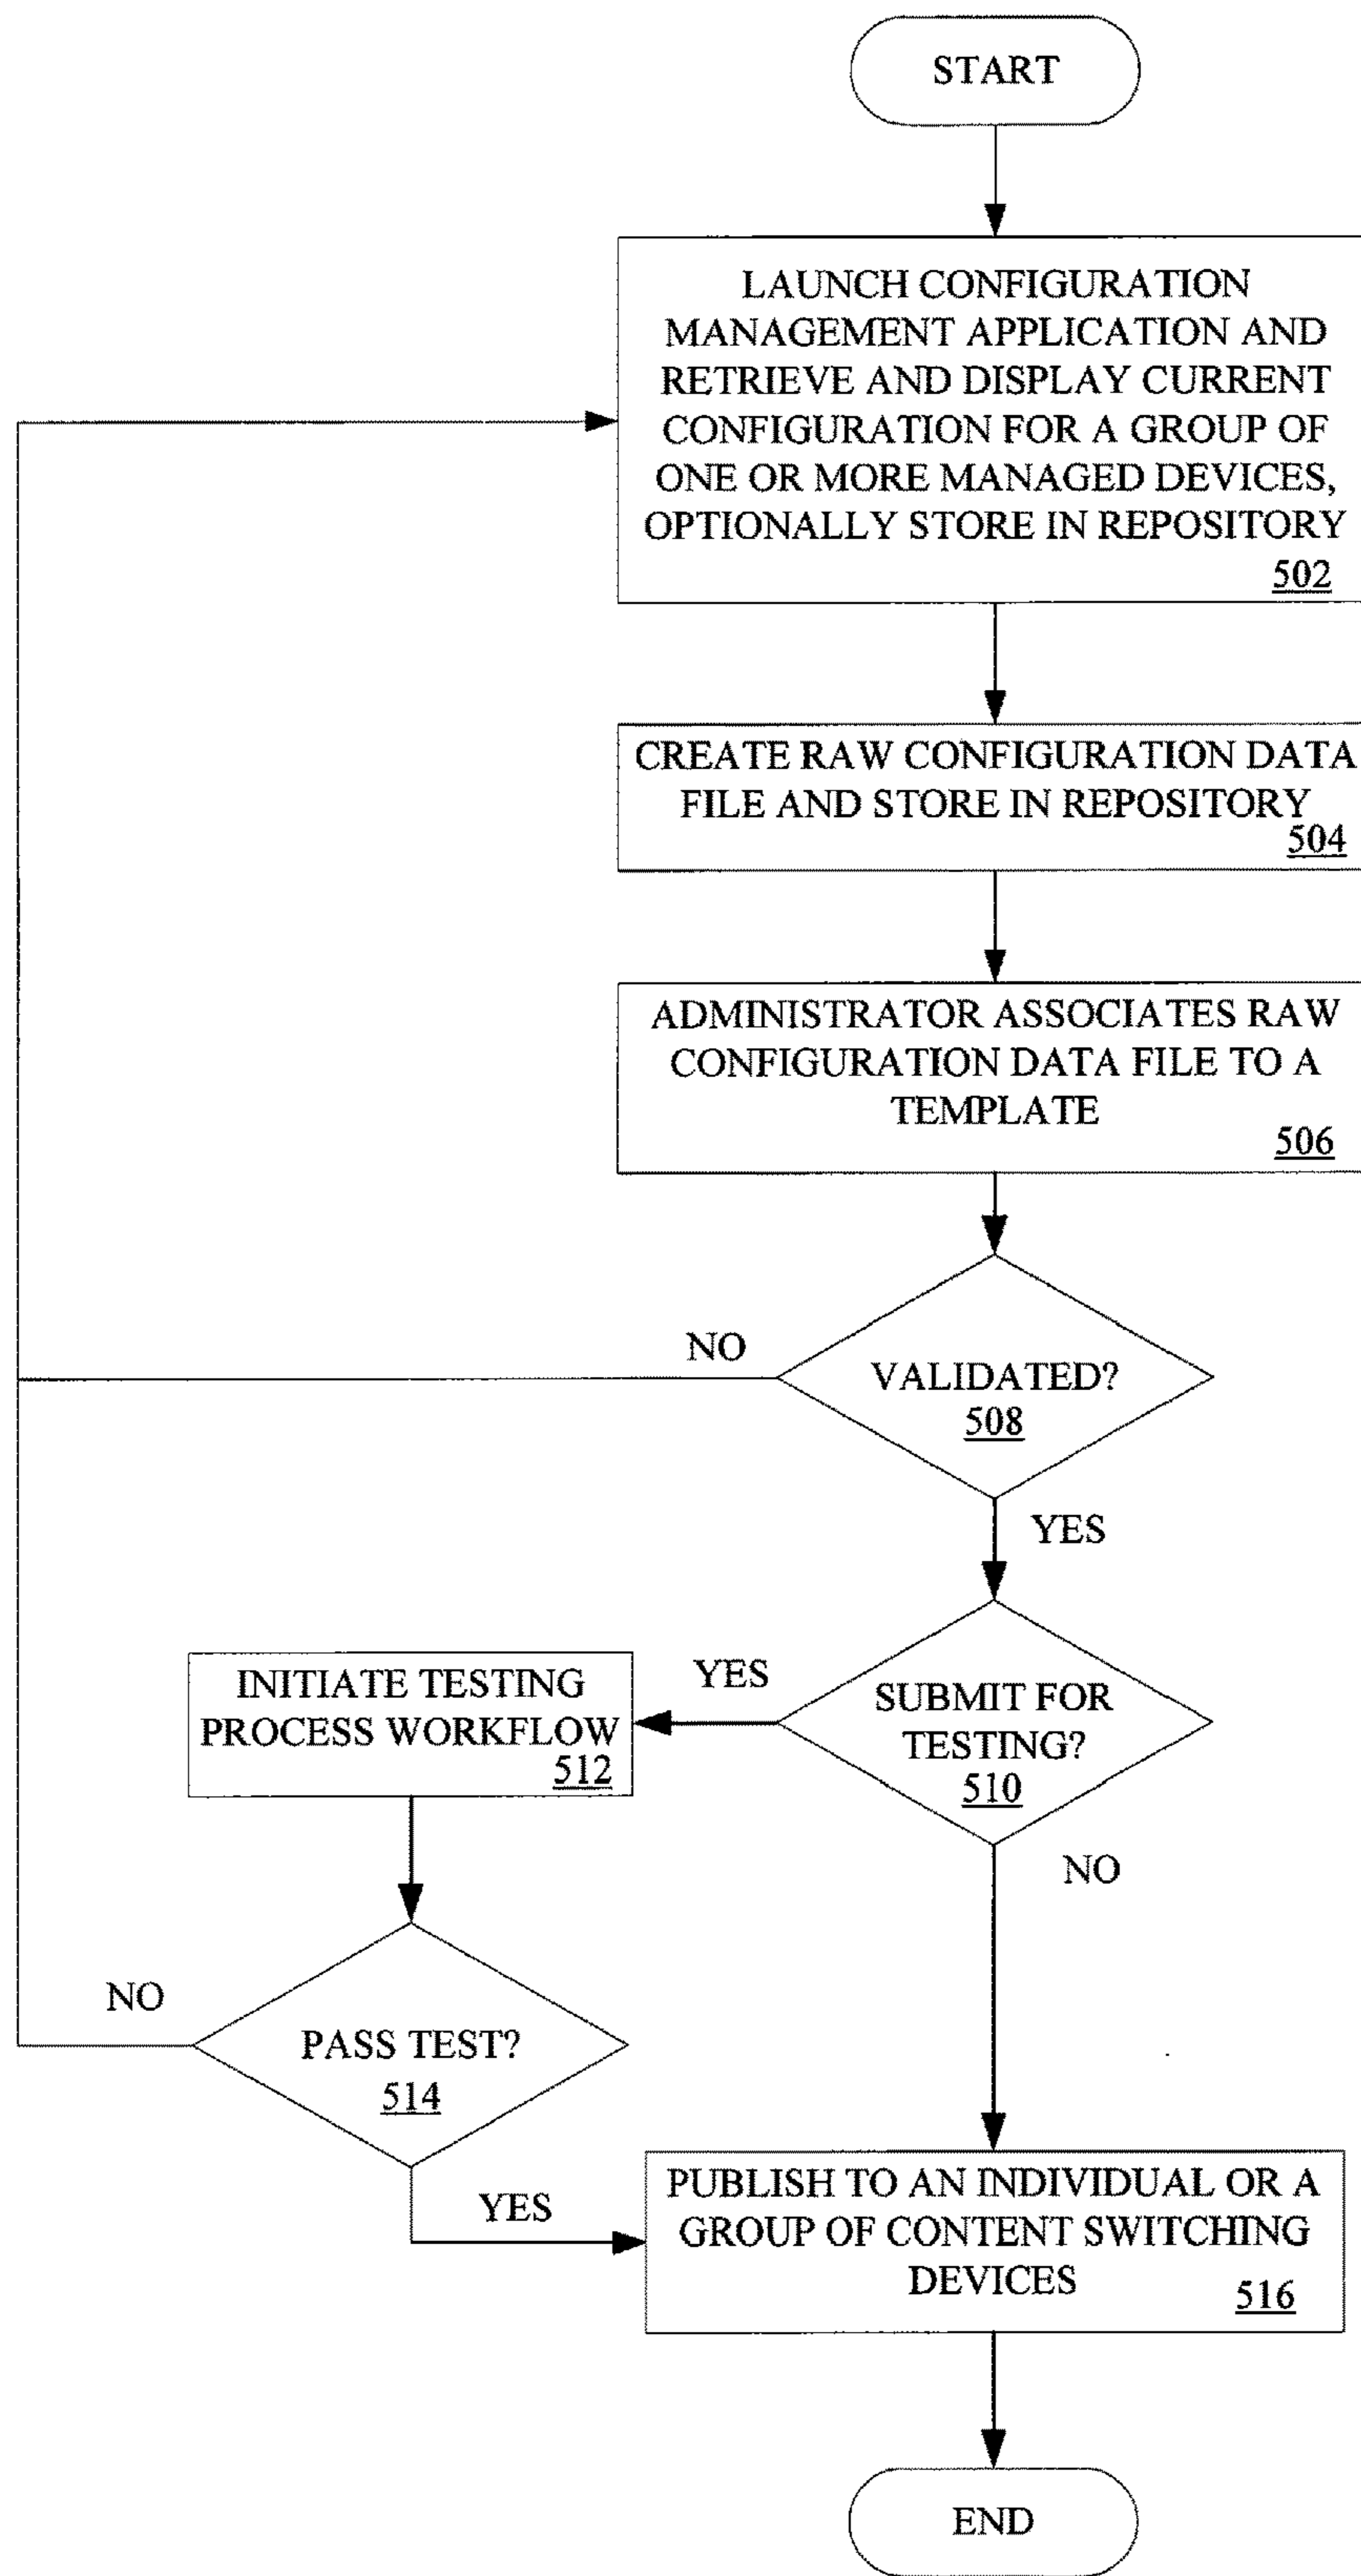 START
LAUNCH CONFIGURATION
MANAGEMENT APPLICATION AND
RETRIEVE AND DISPLAY CURRENT
CONFIGURATION FOR A GROUP OF
ONE OR MORE MANAGED DEVICES,
OPTIONALLY STORE IN REPOSITORY
502
CREATE RAW CONFIGURATION DATA
FILE AND STORE IN REPOSITORY
504
ADMINISTRATOR ASSOCIATES RAW
CONFIGURATION DATA FILE TO A
TEMPLATE
506
NO
VALIDATED?
508
YES
INITIATE TESTING
PROCESS WORKFLOW
512
YES
SUBMIT FOR
TESTING?
510
NO
NO
PASS TEST?
514
YES
PUBLISH TO AN INDIVIDUAL OR A
GROUP OF CONTENT SWITCHING
DEVICES
516
END